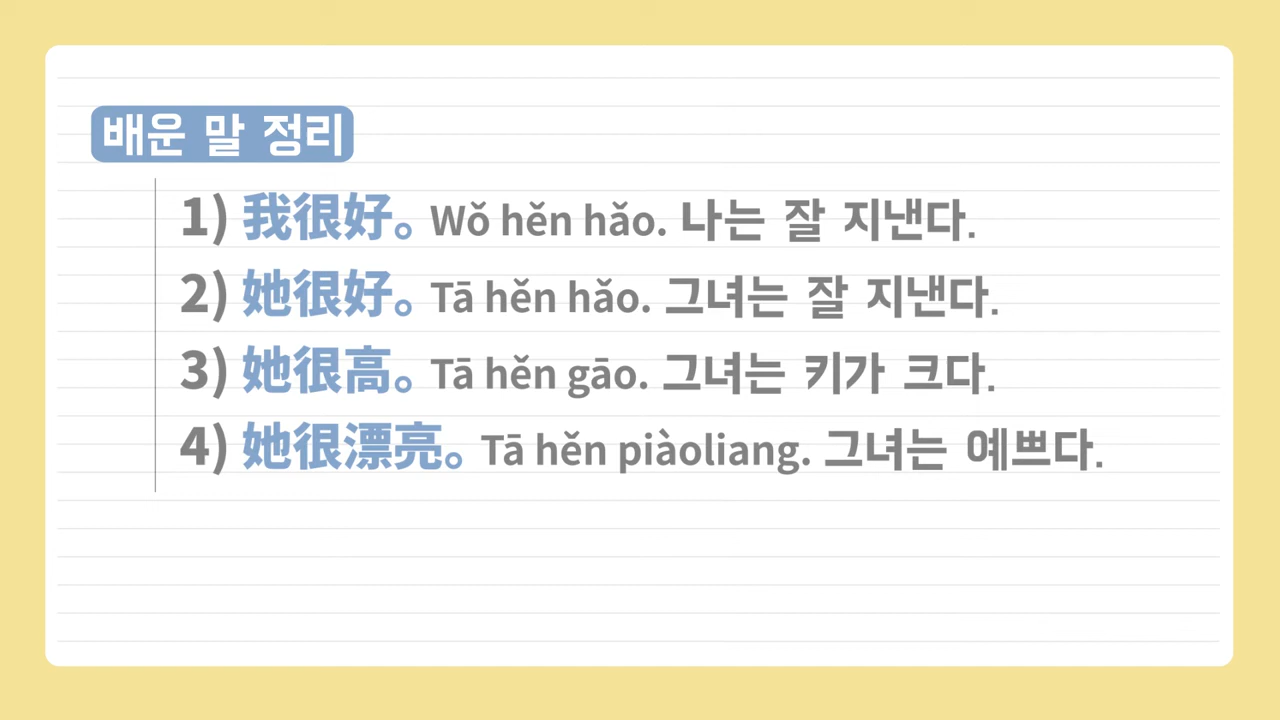 배운 말 정리
1) 我很好。 Wǒ hěn hǎo. 나는 잘 지낸다.
2) 她很好。 Tā hěn hǎo. 그녀는 잘 지낸다.
3) 她很高。 Tā hěn gāo. 그녀는 키가 크다.
4) 她很漂亮。 Tā hěn piàoliang. 그녀는 예쁘다.